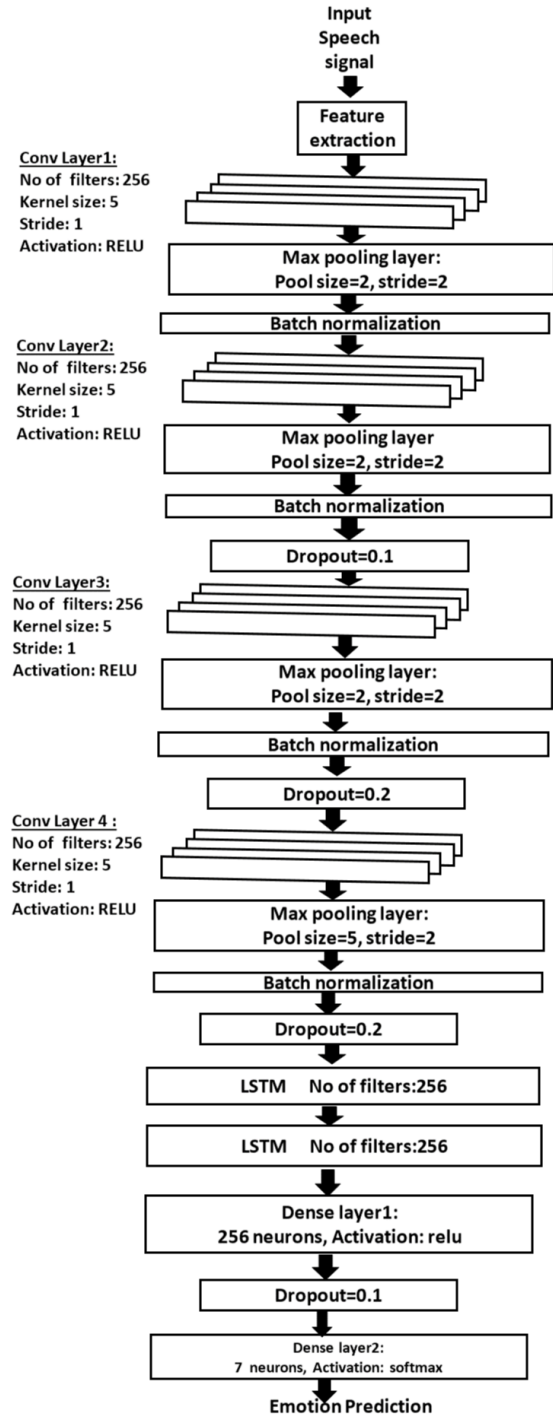 Input
Speech
signal
Feature
extraction
Conv Layer1:
No of filters: 256
Kernel size: 5
Stride: 1
Activation: RELU
Max pooling layer:
Pool size=2, stride=2
Batch normalization
Conv Layer2:
No of filters: 256
Kernel size: 5
Stride: 1
Activation: RELU
Max pooling layer
Pool size=2, stride=2
Batch normalization
Dropout=0.1
Conv Layer3:
No of filters: 256
Kernel size: 5
Stride: 1
Activation: RELU
Max pooling layer:
Pool size=2, stride=2
Batch normalization
Dropout=0.2
Conv Layer 4 :
No of filters: 256
Kernel size: 5
Stride: 1
Activation: RELU
Max pooling layer:
Pool size=5, stride=2
Batch normalization
Dropout=0.2
LSTM No of filters:256
LSTM No of filters:256
Dense layer1:
256 neurons, Activation: relu
Dropout=0.1
Dense layer2:
7 neurons, Activation: softmax
Emotion Prediction